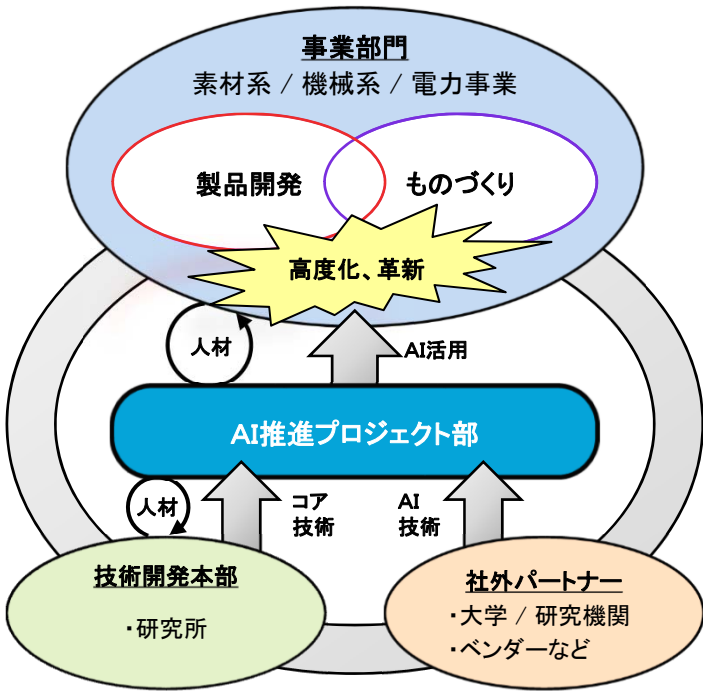 事業部門
素材系 / 機械系 / 電力事業
製品開発
ものづくり
高度化、革新
人材
AI活用
AI推進プロジェクト部
人材
コア
技術
AI
技術
技術開発本部
・研究所
社外パートナー
・大学 / 研究機関
・ベンダーなど